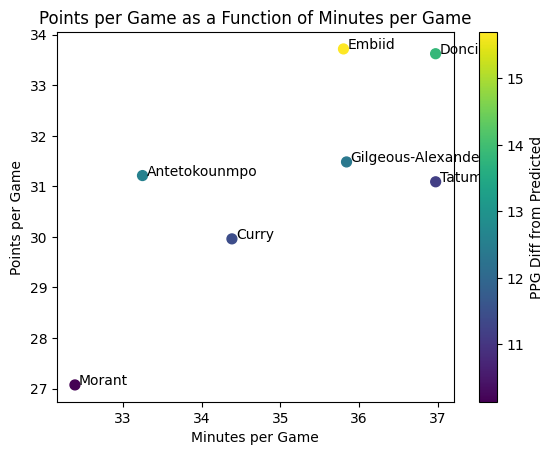 Points per Game as a Function of Minutes per Game
34
33
32
31
30
29
28
27
Points per Game
Embiid
Donci
Gilgeous-Alexande
Antetokounmpo
Tatum
Curry
Morant
33
34
35
36
37
Minutes per Game
15
14
13
12
11
PPG Diff from Predicted